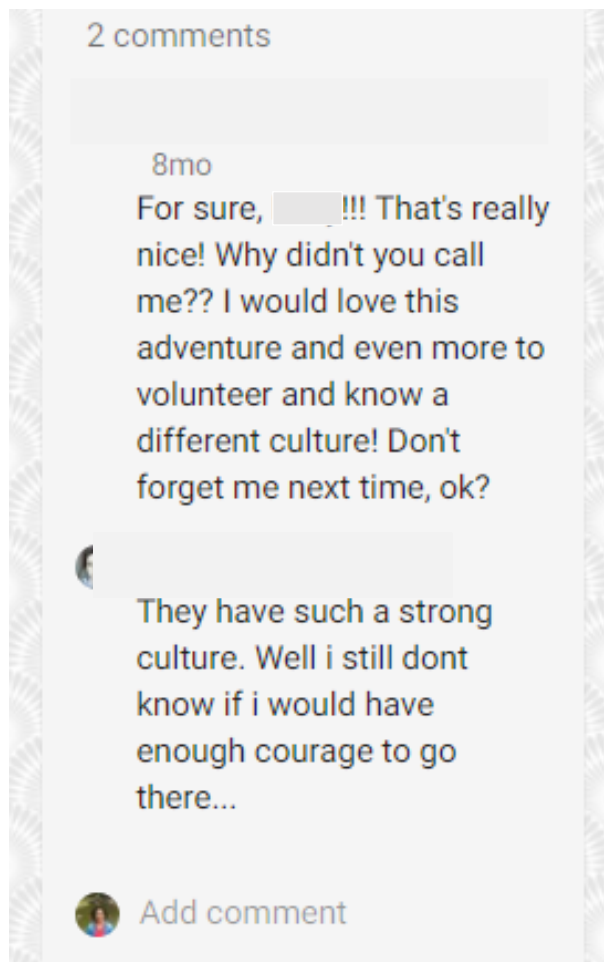 2 comments
8mo
For sure, !!! That's really
nice! Why didn't you call
me?? I would love this
adventure and even more to
volunteer and know a
different culture! Don't
forget me next time, ok?
They have such a strong
culture. Well i still dont
know if i would have
enough courage to go
there...
Add comment